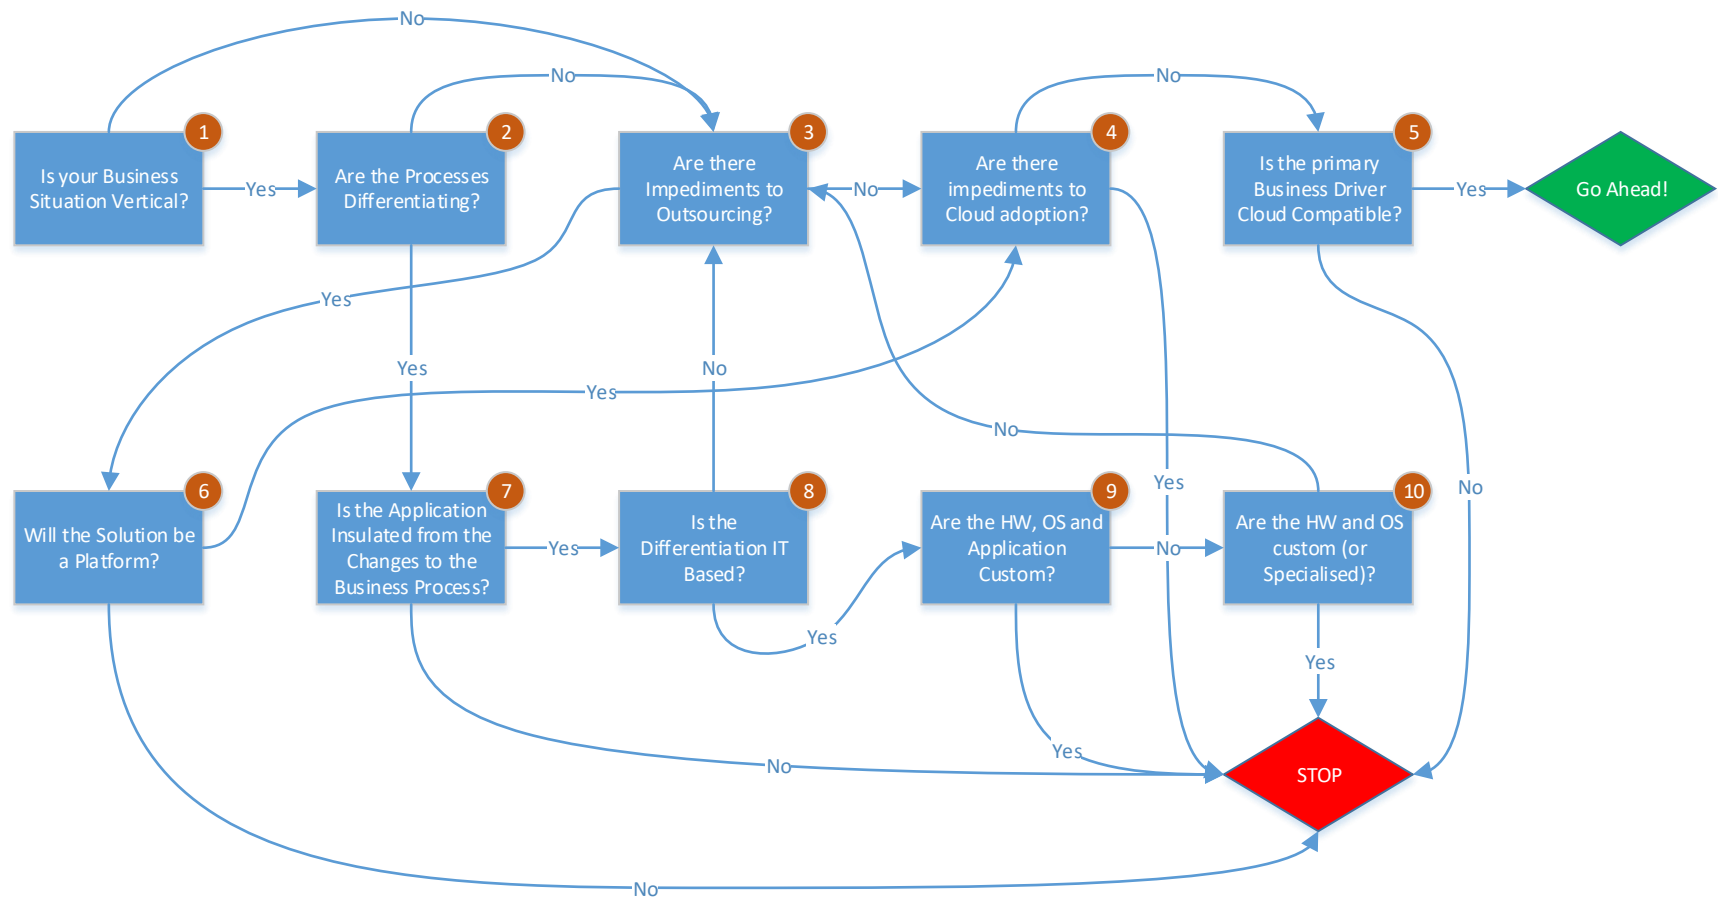 No
No
No
1
2
3
4
5
Is your Business
Situation Vertical?
Yes
Are the Processes
Differentiating?
Are there
Impediments to
Outsourcing?
No
Are there
impediments to
Cloud adoption?
Is the primary
Business Driver
Cloud Compatible?
Yes
Go Ahead!
Yes
Yes
No
Yes
No
Yes
No
6
7
8
9
10
Will the Solution be
a Platform?
Is the Application
Insulated from the
Changes to the
Business Process?
Yes
Is the
Differentiation IT
Based?
Are the HW, OS and
Application
Custom?
No
Are the HW and OS
custom (or
Specialised)?
Yes
Yes
Yes
No
STOP
No